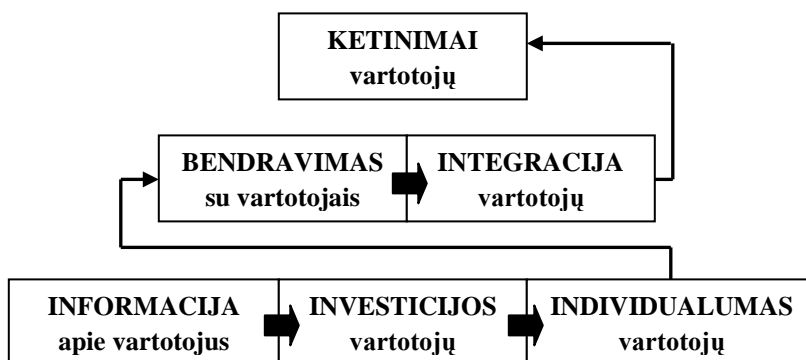 KETINIMAI
vartotojų
BENDRAVIMAS
su vartotojais
INTEGRACIJA
vartotojų
INFORMACIJA
apie vartotojus
INVESTICIJOS
vartotojų
INDIVIDUALUMAS
vartotojų